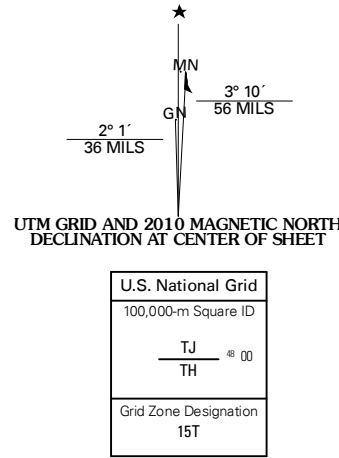 ★
MN
GN
3° 10´
56 MILS
2° 1´
36 MILS
UTM GRID AND 2010 MAGNETIC NORTH
DECLINATION AT CENTER OF SHEET
U.S. National Grid
100,000-m Square ID
TJ
48 00
TH
Grid Zone Designation
15T